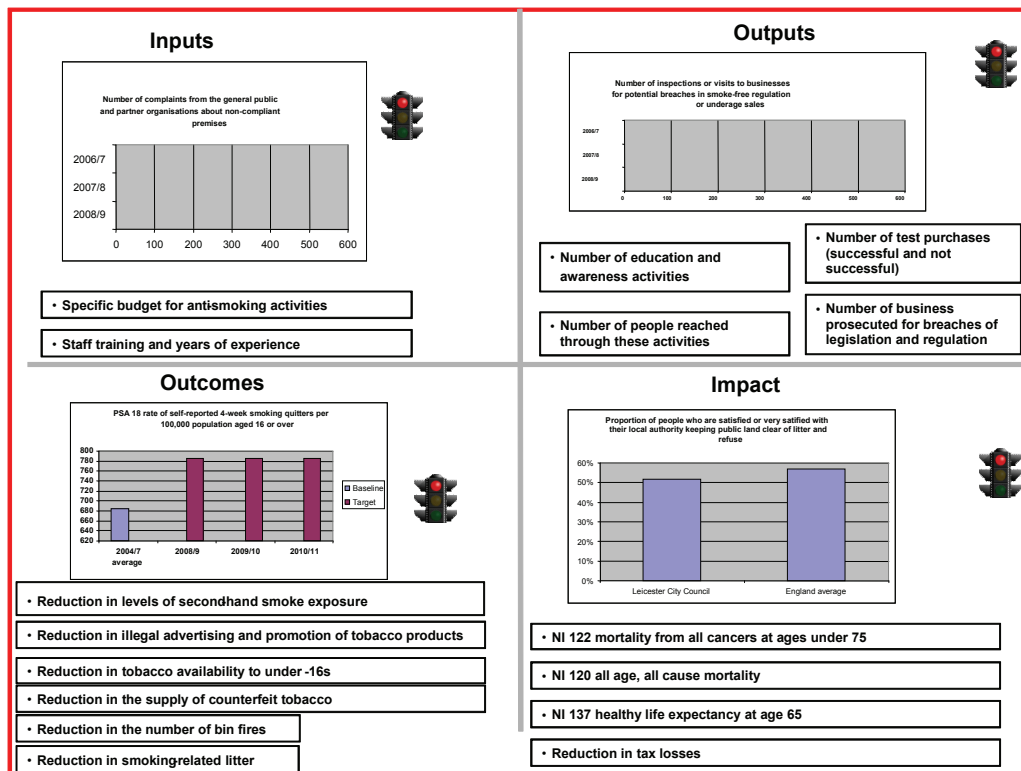 Inputs
Number of complaints from the general public
and partner organisations about non-compliant
premises
2006/7
2007/8
2008/9
0 100 200 300 400 500 600
• Specific budget for anti-smoking activities
• Staff training and years of experience
Outputs
Number of inspections or visits to businesses
for potential breaches in smoke-free regulation
or underage sales
2006/7
2007/8
2008/9
0 100 200 300 400 500 600
• Number of education and
awareness activities
• Number of people reached
through these activities
• Number of test purchases
(successful and not
successful)
• Number of business
prosecuted for breaches of
legislation and regulation
Outcomes
PSA 18 rate of self-reported 4-week smoking quitters per
100,000 population aged 16 or over
800
780
760
740
720
700
680
660
640
620
2004/7
average
2008/9 2009/10 2010/11
Baseline
Target
• Reduction in levels of second-hand smoke exposure
• Reduction in illegal advertising and promotion of tobacco products
• Reduction in tobacco availability to under -16s
• Reduction in the supply of counterfeit tobacco
• Reduction in the number of bin fires
• Reduction in smoking-related litter
Impact
Proportion of people who are satisfied or very satified with
their local authority keeping public land clear of litter and
refuse
60%
50%
40%
30%
20%
10%
0%
Leicester City Council England average
• NI 122 mortality from all cancers at ages under 75
• NI 120 all age, all cause mortality
• NI 137 healthy life expectancy at age 65
• Reduction in tax losses